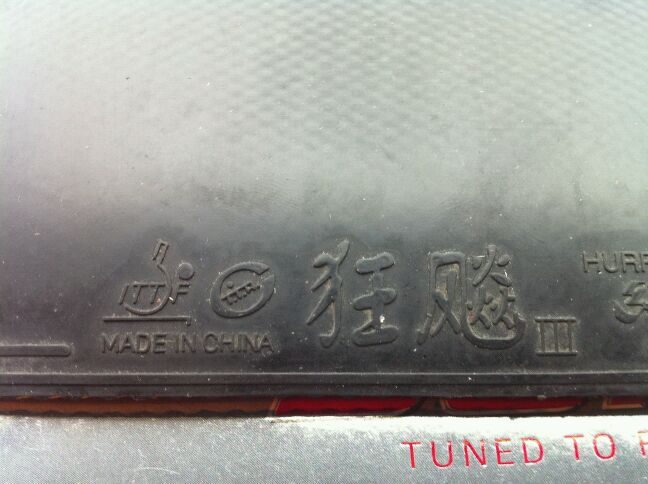 ITTF
狂飚 III
HURR
MADE IN CHINA
TUNED TO